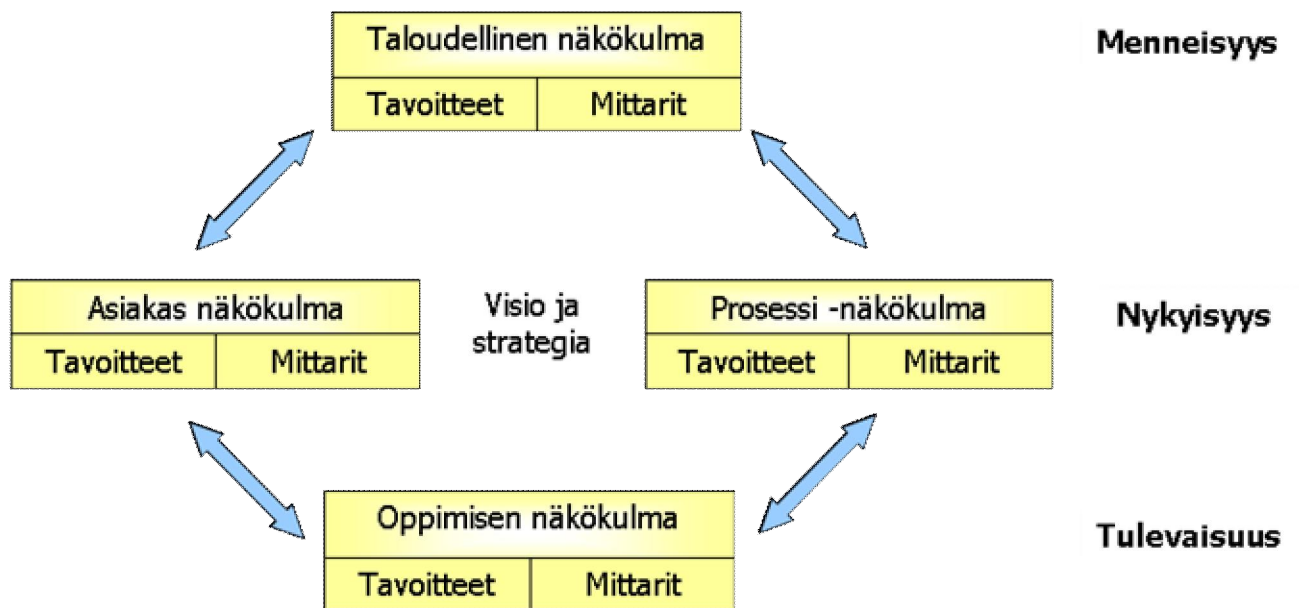 Taloudellinen näkökulma
Tavoitteet Mittarit
Menneisyys
Asiakas näkökulma
Tavoitteet Mittarit
Visio ja
strategia
Prosessi -näkökulma
Tavoitteet Mittarit
Nykyisyys
Oppimisen näkökulma
Tavoitteet Mittarit
Tulevaisuus